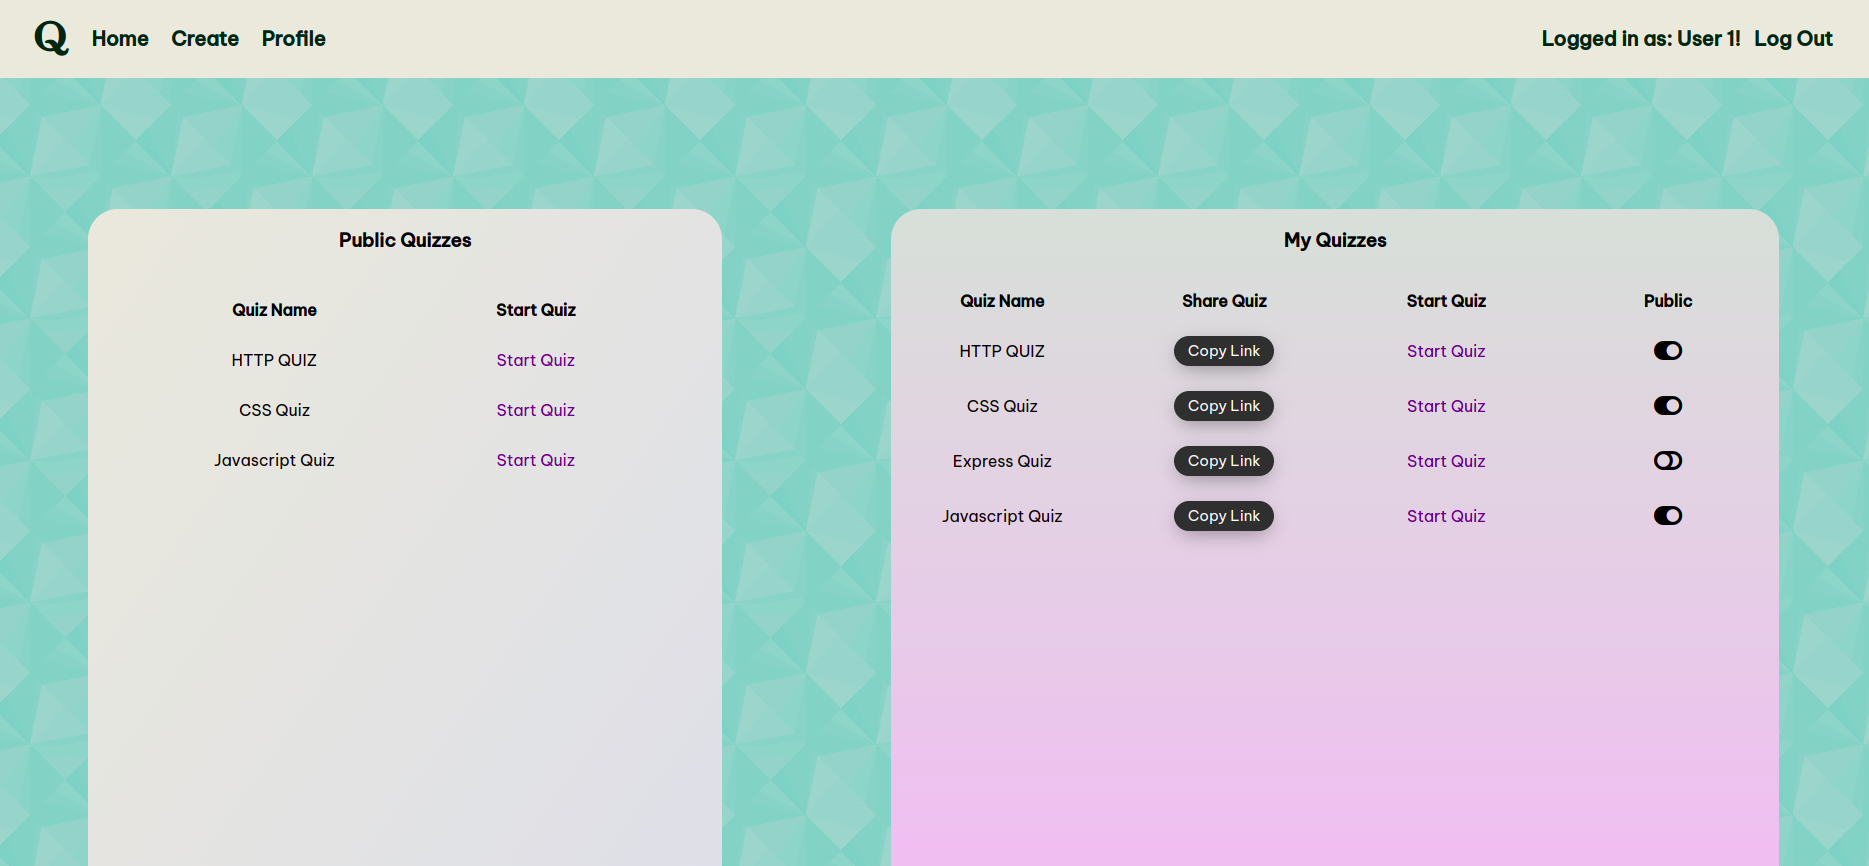 Q Home Create Profile Logged in as: User 1! Log Out
Public Quizzes
Quiz Name Start Quiz
HTTP QUIZ Start Quiz
CSS Quiz Start Quiz
Javascript Quiz Start Quiz
My Quizzes
Quiz Name Share Quiz Start Quiz Public
HTTP QUIZ Copy Link Start Quiz
CSS Quiz Copy Link Start Quiz
Express Quiz Copy Link Start Quiz
Javascript Quiz Copy Link Start Quiz